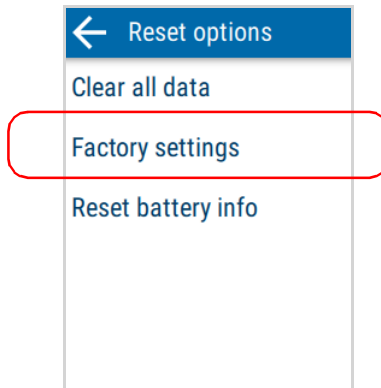 Reset options
Clear all data
Factory settings
Reset battery info